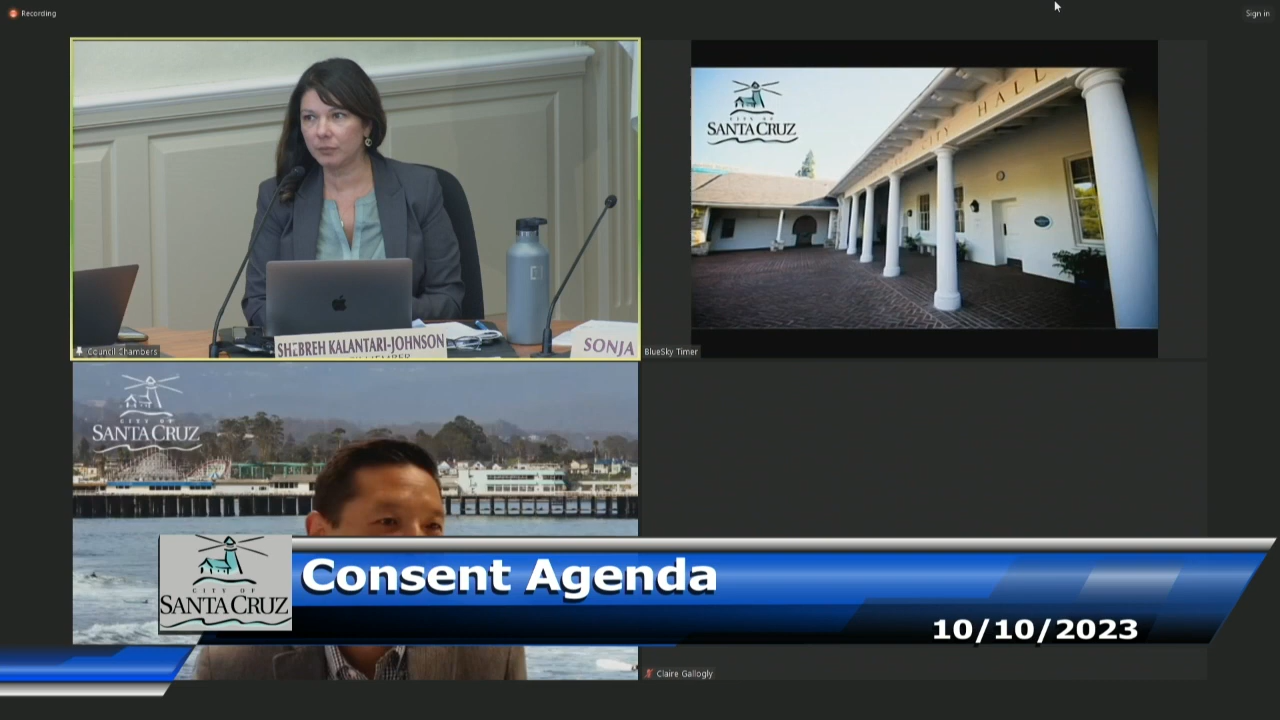 Recording
Sign in
CITY OF
SANTA CRUZ
CITY HALL
SHEBREH KALANTARI-JOHNSON
SONJA
Council Chambers
BlueSky Timer
CITY OF
SANTA CRUZ
CITY OF
SANTA CRUZ
Consent Agenda
10/10/2023
Claire Gallogly